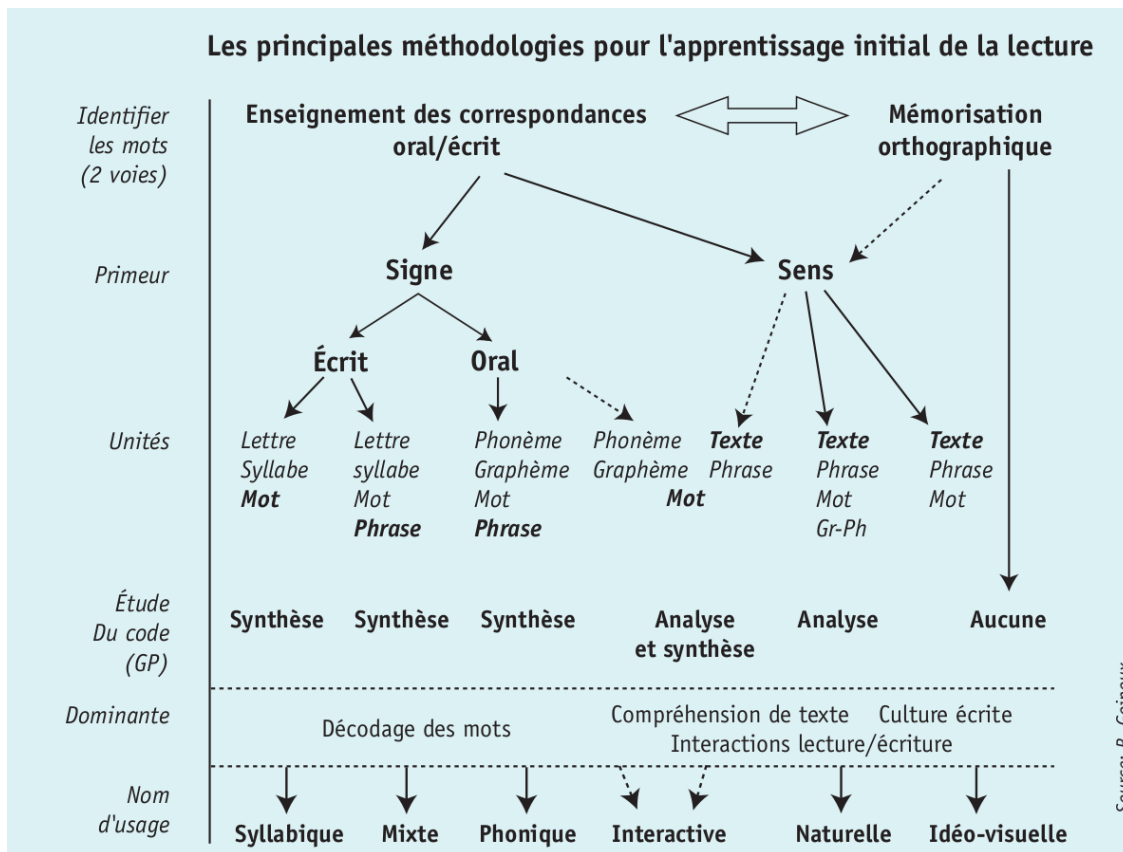 Les principales méthodologies pour l'apprentissage initial de la lecture
Identifier
les mots
(2 voies)
Enseignement des correspondances
oral/écrit
Mémorisation
orthographique
Primeur
Signe
Sens
Écrit
Oral
Unités
Lettre
Syllabe
Mot
Lettre
syllabe
Mot
Phrase
Phonème
Graphème
Mot
Phrase
Phonème
Graphème
Mot
Texte
Phrase
Texte
Phrase
Mot
Gr-Ph
Texte
Phrase
Mot
Étude
Du code
(GP)
Synthèse
Synthèse
Synthèse
Analyse
et synthèse
Analyse
Aucune
Dominante
Décodage des mots
Compréhension de texte Culture écrite
Interactions lecture/écriture
Nom
d'usage
Syllabique
Mixte
Phonique
Interactive
Naturelle
Idéo-visuelle